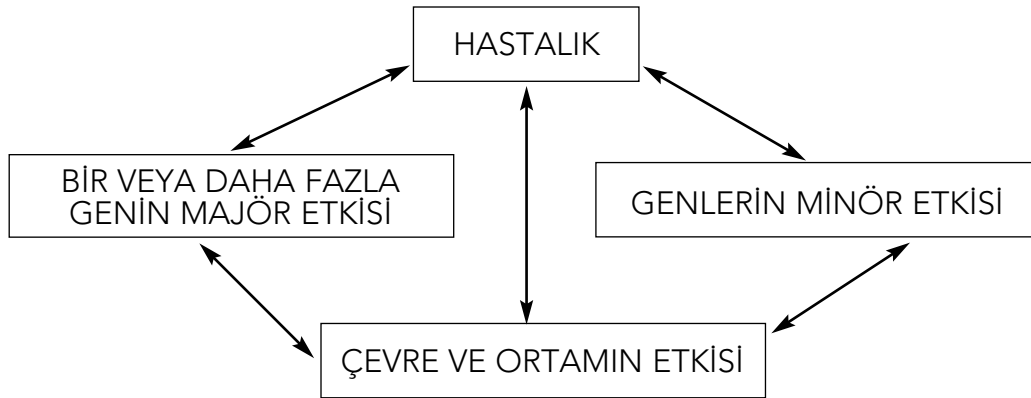 HASTALIK
BİR VEYA DAHA FAZLA
GENİN MAJÖR ETKİSİ
GENLERİN MİNÖR ETKİSİ
ÇEVRE VE ORTAMIN ETKİSİ